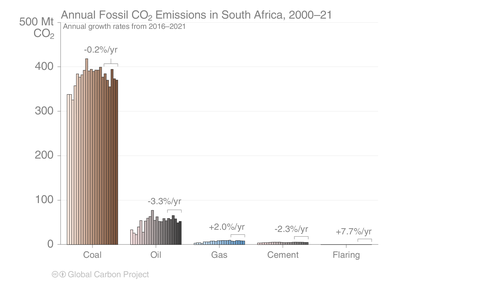 Annual Fossil CO₂ Emissions in South Africa, 2000–21
500 Mt
CO₂
Annual growth rates from 2016–2021
-0.2%/yr
400
300
200
-3.3%/yr
100
+2.0%/yr
-2.3%/yr
+7.7%/yr
0
Coal Oil Gas Cement Flaring
Global Carbon Project